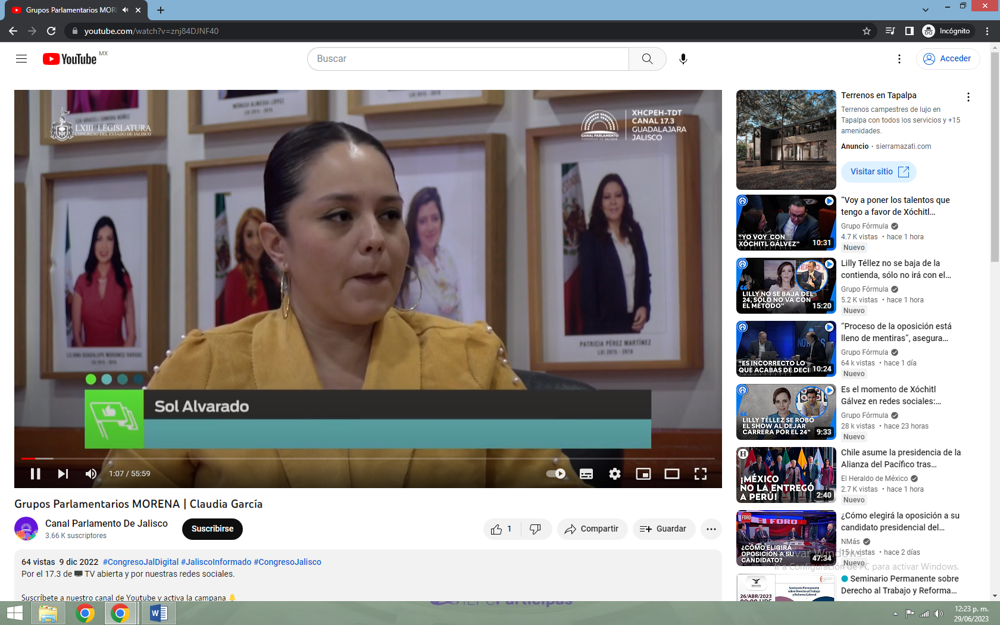 Grupos Parlamentarios MOR
youtube.com/watch?v=znj84DJNF40
Incógnito
YouTube MX
Buscar
Acceder
LXIII LEGISLATURA
CONGRESO DEL ESTADO DE JALISCO
CANAL PARLAMENTO
XHCPEH-TDT
CANAL 17.3
GUADALAJARA
JALISCO
MÓNICA ALMEIDA LÓPEZ
LILIANA GUADALUPE MORONES VARGAS
PATRICIA PÉREZ MARTÍNEZ
LXI 2015 - 2018
Sol Alvarado
1:07 / 55:59
Grupos Parlamentarios MORENA | Claudia García
Canal Parlamento De Jalisco
3.66 K suscriptores
Suscribirse
1
Compartir
Guardar
64 vistas 9 dic 2022 #CongresoJalDigital #JaliscoInformado #CongresoJalisco
Por el 17.3 de TV abierta y por nuestras redes sociales.
Suscríbete a nuestro canal de Youtube y activa la campana
Terrenos en Tapalpa
Terrenos campestres de lujo en
Tapalpa con todos los servicios y +15
amenidades.
Anuncio · sierramazati.com
Visitar sitio
“YO VOY CON
XÓCHITL GÁLVEZ”
10:31
“Voy a poner los talentos que
tengo a favor de Xóchitl...
Grupo Fórmula
4.7 K vistas • hace 1 hora
Nuevo
LILLY NO SE BAJA DEL
24, SÓLO NO VA CON
EL MÉTODO”
15:20
Lilly Téllez no se baja de la
contienda, sólo no irá con el...
Grupo Fórmula
5.2 K vistas • hace 1 hora
Nuevo
“ES INCORRECTO LO
QUE ACABAS DE DECI
10:24
“Proceso de la oposición está
lleno de mentiras”, asegura...
Grupo Fórmula
64 k vistas • hace 1 día
Nuevo
LILLY TÉLLEZ SE ROBÓ
EL SHOW AL DEJAR
CARRERA POR EL 24”
9:33
Es el momento de Xóchitl
Gálvez en redes sociales:...
Grupo Fórmula
28 k vistas • hace 23 horas
Nuevo
H
¡MÉXICO
NO LA ENTREGÓ
A PERÚ!
2:40
Chile asume la presidencia de la
Alianza del Pacífico tras...
El Heraldo de México
2.7 K vistas • hace 1 hora
Nuevo
FORO
FORO
¿CÓMO ELIGIRÁ
OPOSICIÓN A SU
CANDIDATO?
47:34
¿Cómo elegirá la oposición a su
candidato presidencial del...
NMás
15 k vistas • hace 2 días
Nuevo
Activar Windows
Ir a Configuración de PC para activar Windows.
26/ABR/2023
Seminario Permanente
sobre Derecho al Trabajo
y Reforma Laboral
Seminario Permanente sobre
Derecho al Trabajo y Reforma...
Participas
12:23 p. m.
29/06/2023